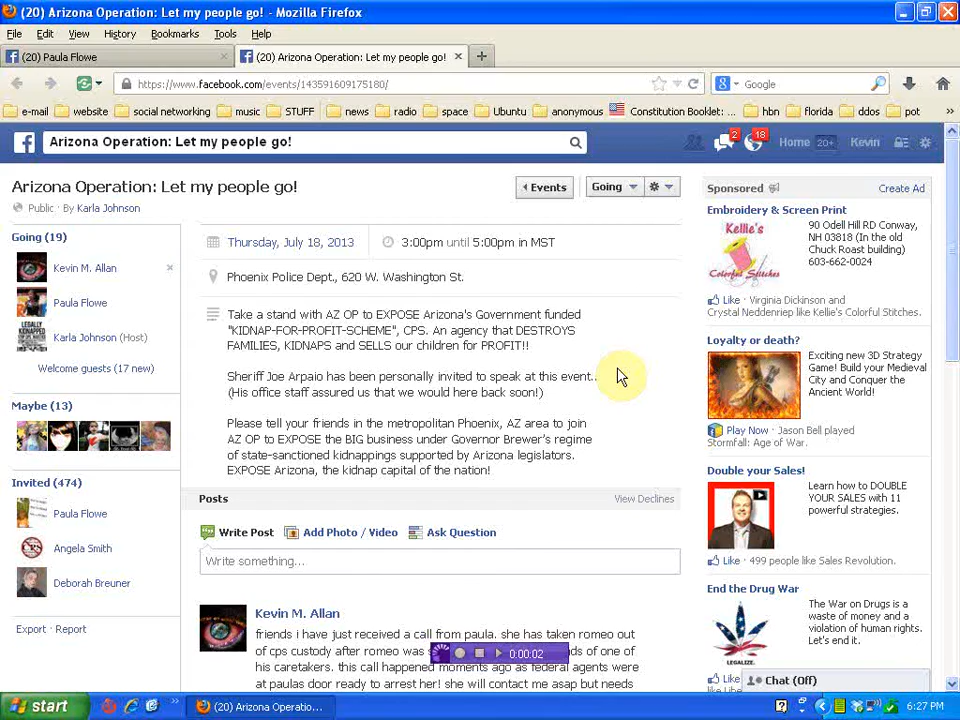 (20) Arizona Operation: Let my people go! - Mozilla Firefox
File Edit View History Bookmarks Tools Help
(20) Paula Flowe
(20) Arizona Operation: Let my people go!
https://www.facebook.com/events/143591609175180/
Google
e-mail website social networking music STUFF news radio space Ubuntu anonymous Constitution Booklet:... hbn florida ddos pot
Arizona Operation: Let my people go!
2 18
Home 20+ Kevin
Arizona Operation: Let my people go!
Events
Going
Public · By Karla Johnson
Going (19)
Kevin M. Allan
Paula Flowe
LEGALLY KIDNAPPED
Karla Johnson (Host)
Welcome guests (17 new)
Maybe (13)
Invited (474)
Paula Flowe
Angela Smith
Deborah Breuner
Export · Report
Thursday, July 18, 2013
3:00pm until 5:00pm in MST
Phoenix Police Dept., 620 W. Washington St.
Take a stand with AZ OP to EXPOSE Arizona's Government funded
"KIDNAP-FOR-PROFIT-SCHEME", CPS. An agency that DESTROYS
FAMILIES, KIDNAPS and SELLS our children for PROFIT!!
Sheriff Joe Arpaio has been personally invited to speak at this event..
(His office staff assured us that we would here back soon!)
Please tell your friends in the metropolitan Phoenix, AZ area to join
AZ OP to EXPOSE the BIG business under Governor Brewer's regime
of state-sanctioned kidnappings supported by Arizona legislators.
EXPOSE Arizona, the kidnap capital of the nation!
Posts
View Declines
Write Post Add Photo / Video Ask Question
Write something...
Kevin M. Allan
friends i have just received a call from paula. she has taken romeo out
of cps custody after romeo was s
ds of one of
his caretakers. this call happened moments ago as federal agents were
at paulas door ready to arrest her! she will contact me asap but needs
0:00:02
Sponsored
Create Ad
Embroidery & Screen Print
Kellie's
Colorful Stitches
90 Odell Hill RD Conway,
NH 03818 (In the old
Chuck Roast building)
603-662-0024
Like · Virginia Dickinson and
Crystal Neddenriep like Kellie's Colorful Stitches.
Loyalty or death?
Exciting new 3D Strategy
Game! Build your Medieval
City and Conquer the
Ancient World!
Play Now · Jason Bell played
Stormfall: Age of War.
Double your Sales!
Learn how to DOUBLE
YOUR SALES with 11
powerful strategies.
Like · 499 people like Sales Revolution.
End the Drug War
The War on Drugs is a
waste of money and a
violation of human rights.
Let's end it.
LEGALIZE.
Like
Chat (Off)
start
(20) Arizona Operatio...
6:27 PM